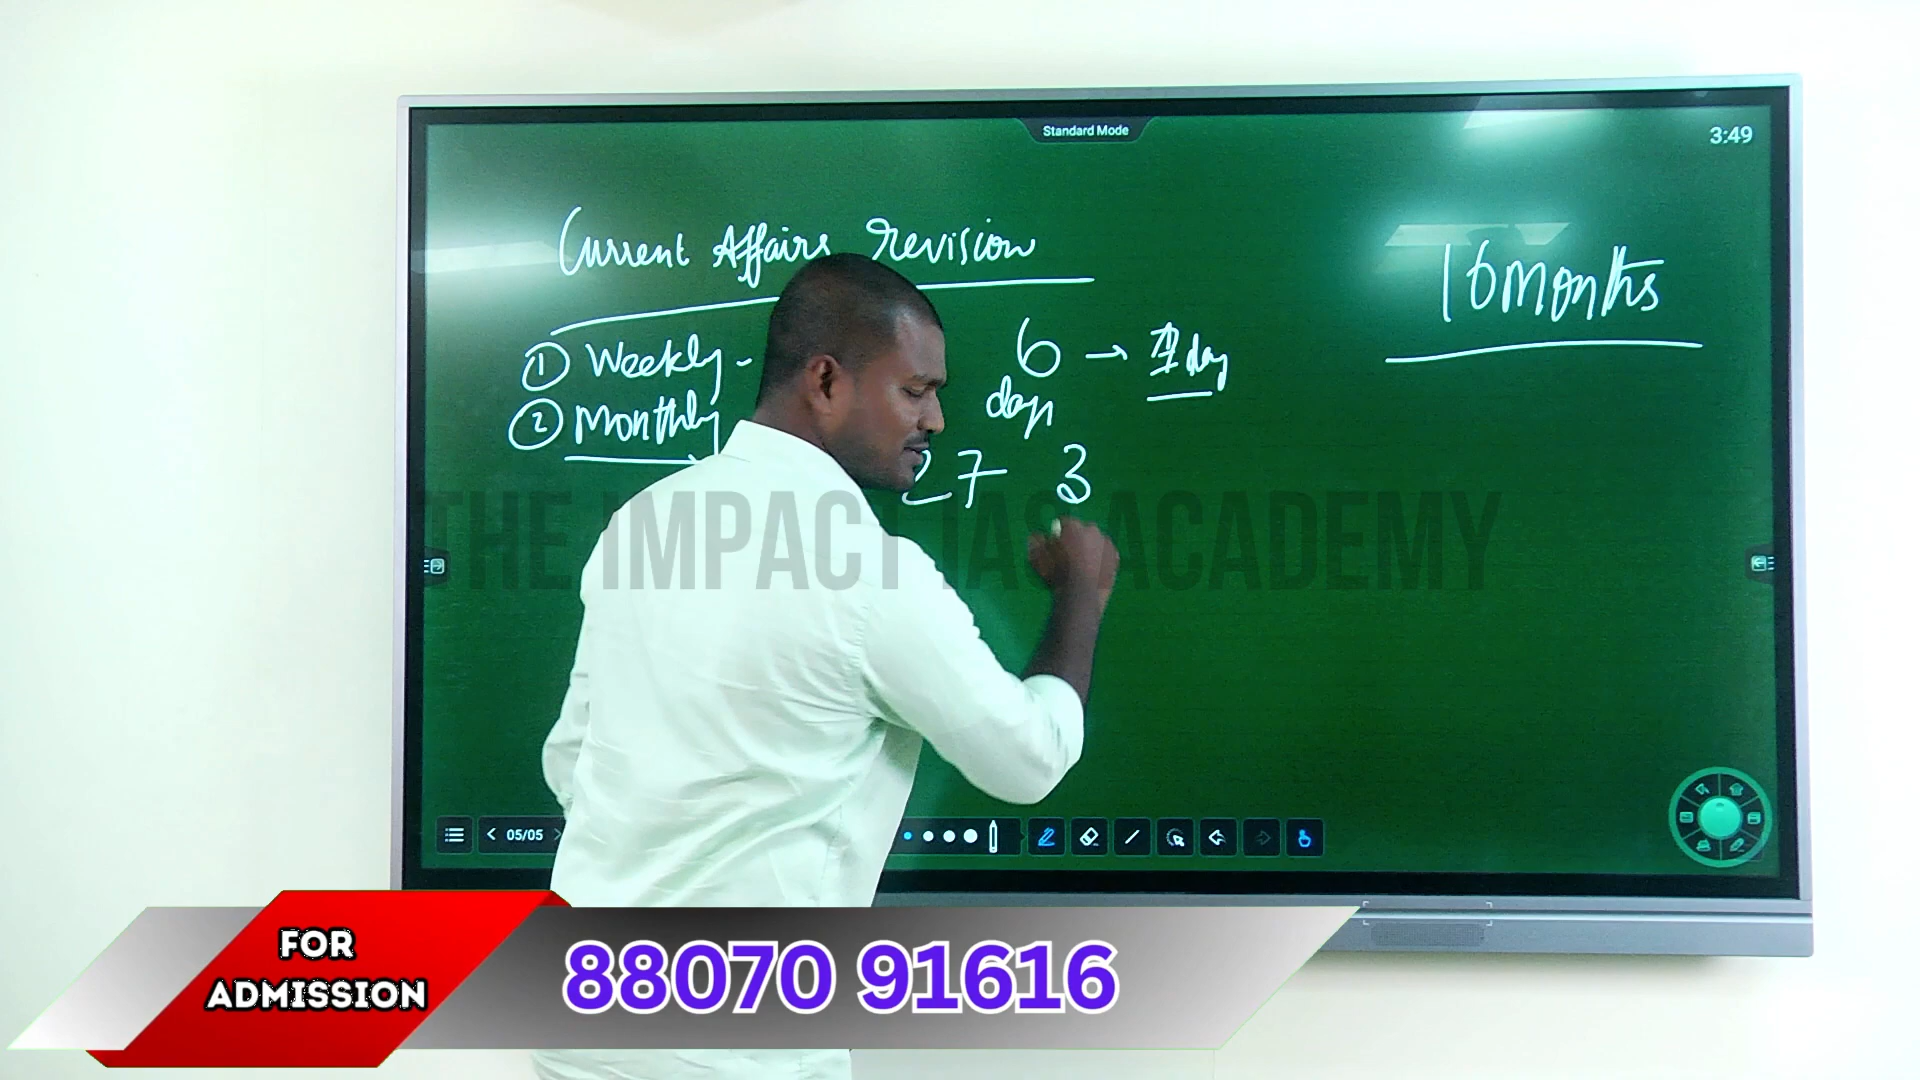 Standard Mode
3:49
Current Affairs revision
16 Months
① Weekly - 6 → 1 day
days
② Monthly
27 3
THE IMPACT IAS ACADEMY
05/05
FOR ADMISSION
88070 91616